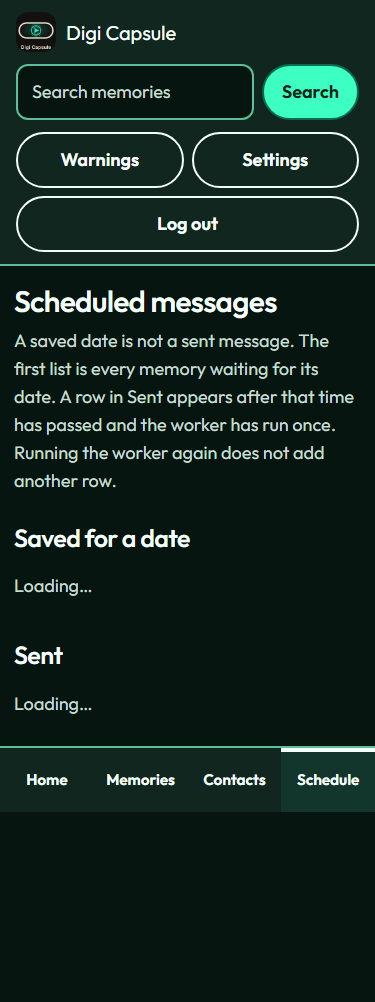 Digi Capsule
Digi Capsule
Search memories
Search
Warnings
Settings
Log out
Scheduled messages
A saved date is not a sent message. The
first list is every memory waiting for its
date. A row in Sent appears after that time
has passed and the worker has run once.
Running the worker again does not add
another row.
Saved for a date
Loading...
Sent
Loading...
Home
Memories
Contacts
Schedule